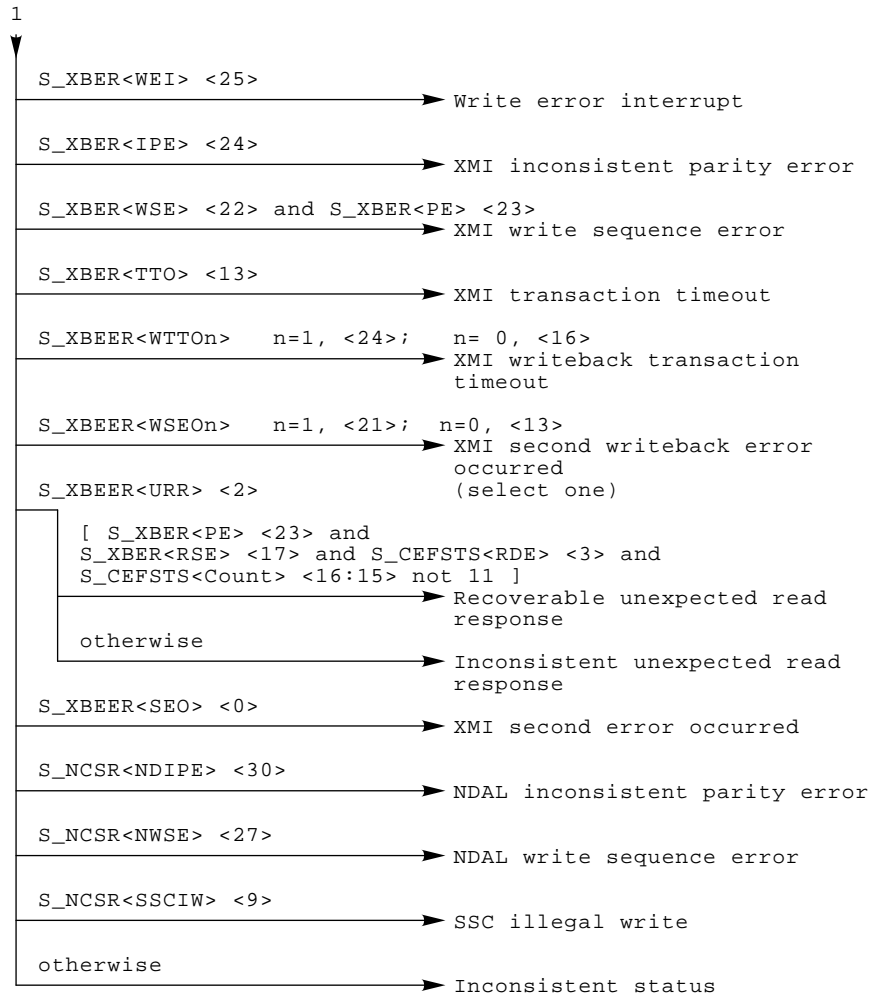 1
S_XBER<WEI> <25>
Write error interrupt
S_XBER<IPE> <24>
XMI inconsistent parity error
S_XBER<WSE> <22> and S_XBER<PE> <23>
XMI write sequence error
S_XBER<TTO> <13>
XMI transaction timeout
S_XBEER<WTTOn> n=1, <24>; n= 0, <16>
XMI writeback transaction
timeout
S_XBEER<WSEOn> n=1, <21>; n=0, <13>
XMI second writeback error
occurred
(select one)
S_XBEER<URR> <2>
[ S_XBER<PE> <23> and
S_XBER<RSE> <17> and S_CEFSTS<RDE> <3> and
S_CEFSTS<Count> <16:15> not 11 ]
Recoverable unexpected read
response
otherwise
Inconsistent unexpected read
response
S_XBEER<SEO> <0>
XMI second error occurred
S_NCSR<NDIPE> <30>
NDAL inconsistent parity error
S_NCSR<NWSE> <27>
NDAL write sequence error
S_NCSR<SSCIW> <9>
SSC illegal write
otherwise
Inconsistent status